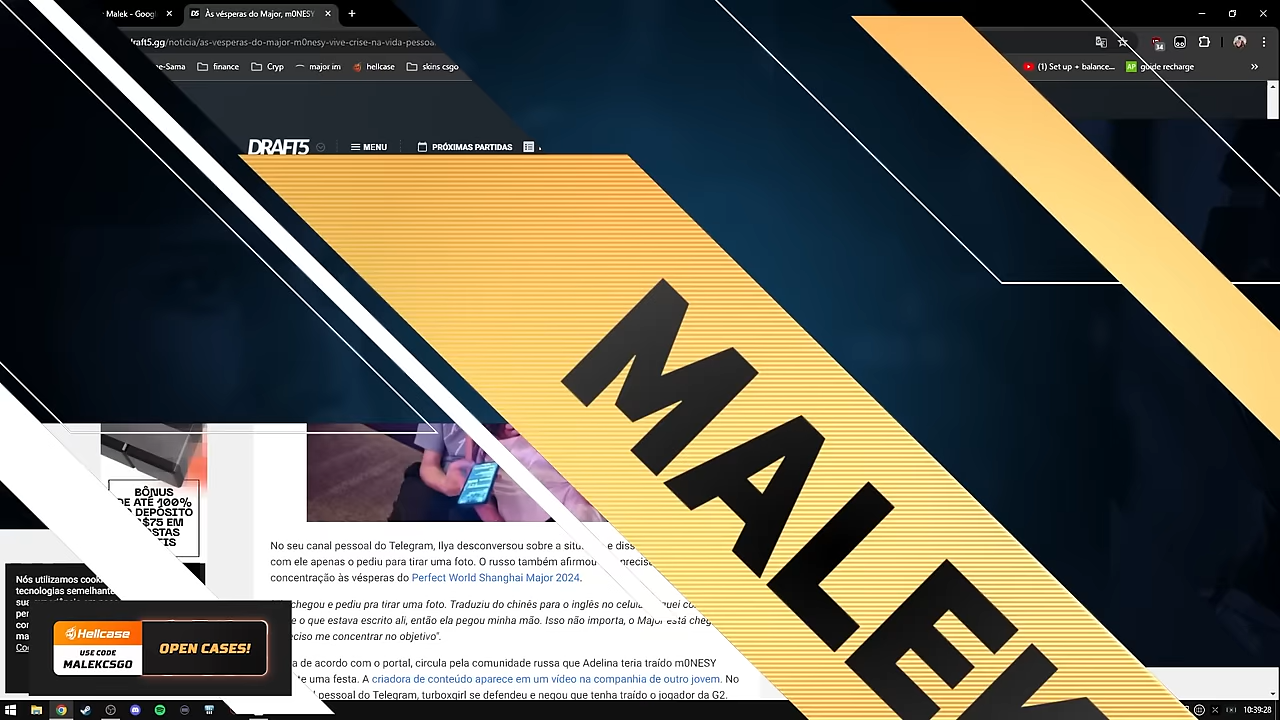 Malek - Goog
DS Às vésperas do Major, m0NESY
draft5.gg/noticia/as-vesperas-do-major-m0nesy-vive-crise-na-vida-pessoa
34
e-Sama
finance
Cryp
major im
hellcase
skins csgo
(1) Set up + balance...
AP guide recharge
»
DRAFT5
MENU
PRÓXIMAS PARTIDAS
MALEK
BÔNUS
DE ATÉ 100%
DEPÓSITO
$75 EM
No seu canal pessoal do Telegram, Ilya desconversou sobre a situ e
com ele apenas o pediu para tirar uma foto. O russo também afirmou
concentração às vésperas do Perfect World Shanghai Major 2024.
chegou e pediu para tirar uma foto. Traduziu do chinês para o inglês no
e o que estava escrito ali, então ela pegou minha mão. Isso não importa, o Major está
me concentrar no objetivo".
de acordo com o portal, circula pela comunidade russa que Adelina teria traído m0NESY
uma festa. A criadora de conteúdo aparece em um vídeo na companhia de outro jovem. No
pessoal do Telegram, turboxgirl se defendeu e negou que tenha traído o jogador da G2.
Nós utilizamos
tecnologias
Hellcase
USE CODE
MALEKCSGO
OPEN CASES!
10:39:28